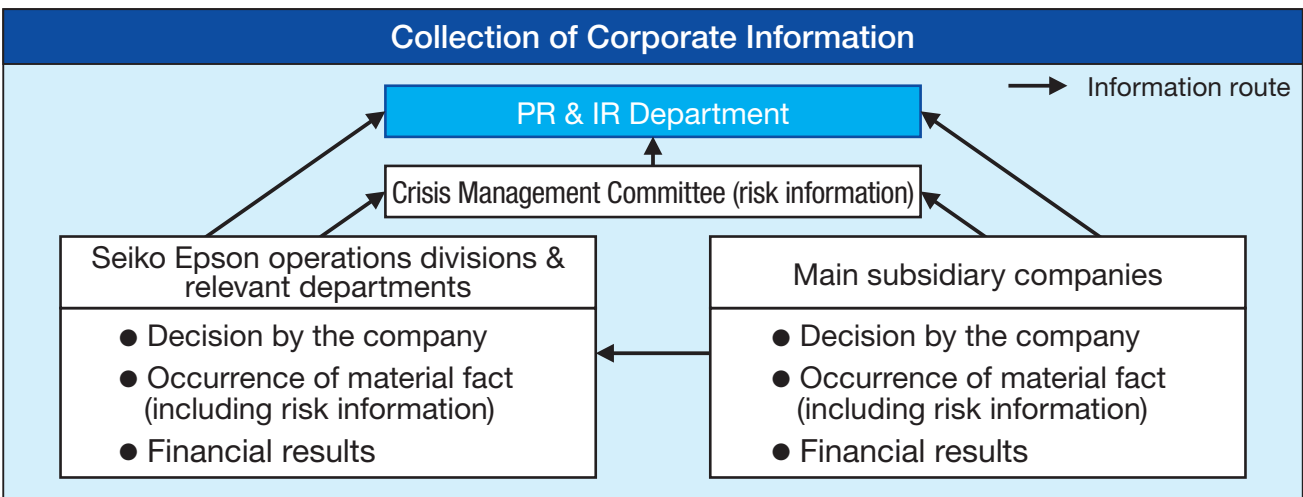 Collection of Corporate Information
Information route
PR & IR Department
Crisis Management Committee (risk information)
Seiko Epson operations divisions &
relevant departments
● Decision by the company
● Occurrence of material fact
(including risk information)
● Financial results
Main subsidiary companies
● Decision by the company
● Occurrence of material fact
(including risk information)
● Financial results